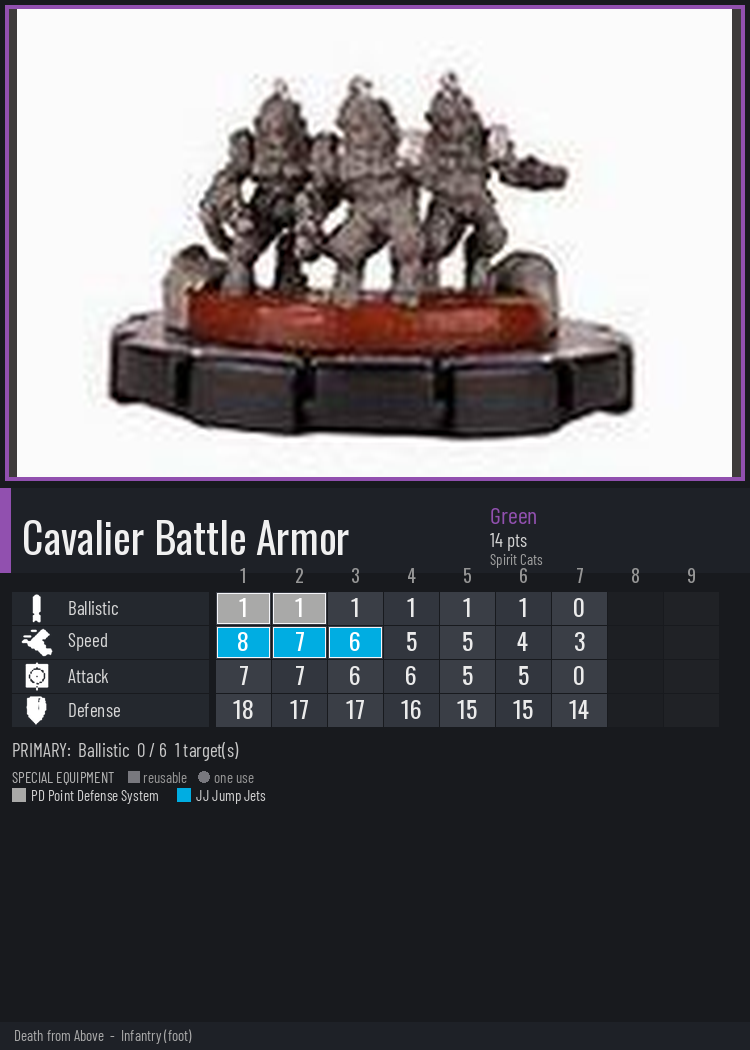 Cavalier Battle Armor
Green
14 pts
Spirit Cats
1 2 3 4 5 6 7 8 9
Ballistic 1 1 1 1 1 1 0
Speed 8 7 6 5 5 4 3
Attack 7 7 6 6 5 5 0
Defense 18 17 17 16 15 15 14
PRIMARY: Ballistic 0 / 6 1 target(s)
SPECIAL EQUIPMENT reusable one use
PD Point Defense System JJ Jump Jets
Death from Above - Infantry (foot)